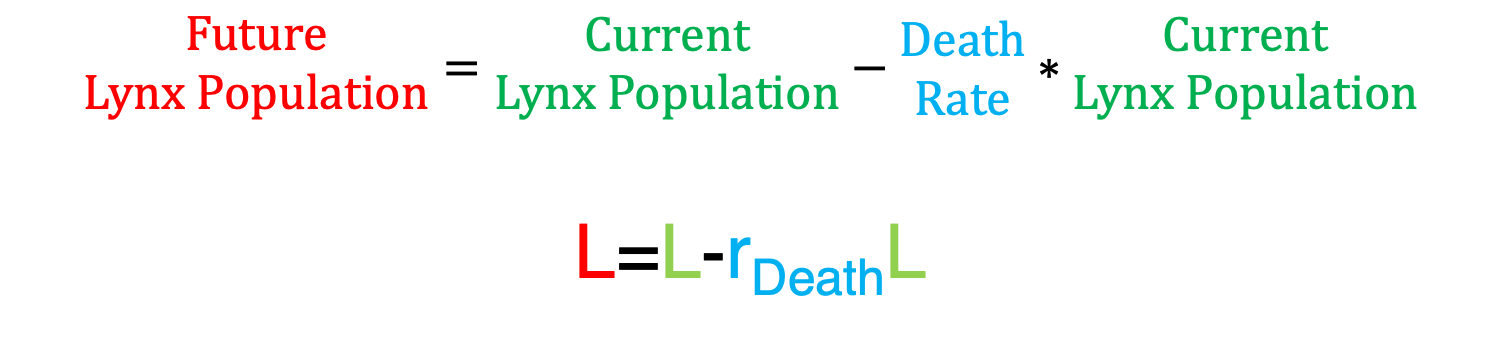 Future Lynx Population = Current Lynx Population − Death Rate * Current Lynx Population
L=L-rDeathL